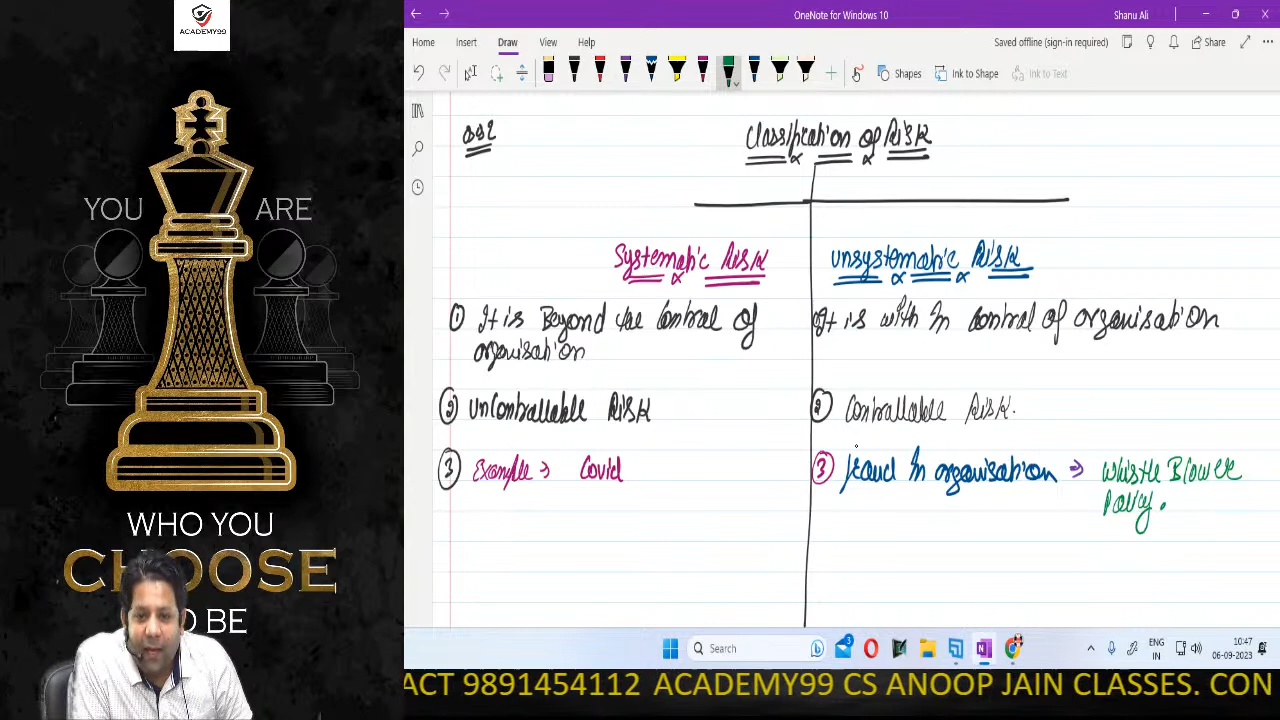 ACADEMY99
YOU ARE
WHO YOU
CHOOSE
TO BE
OneNote for Windows 10
Shanu Ali
Home Insert Draw View Help
Saved offline (sign-in required)
Share
Shapes
Ink to Shape
Ink to Text
Classification of Risk
Systematic Risk
① It is Beyond the Control of
organisation
② Uncontrallable Risk
③ Example → Covid
Unsystematic Risk
It is with In control of organisation
② Contrallable Risk.
③ fraud In organisation ⇒ Whistle Blower
Policy.
Search
3
ENG
IN
10:47
06-09-2023
ACT 9891454112 ACADEMY99 CS ANOOP JAIN CLASSES. CON